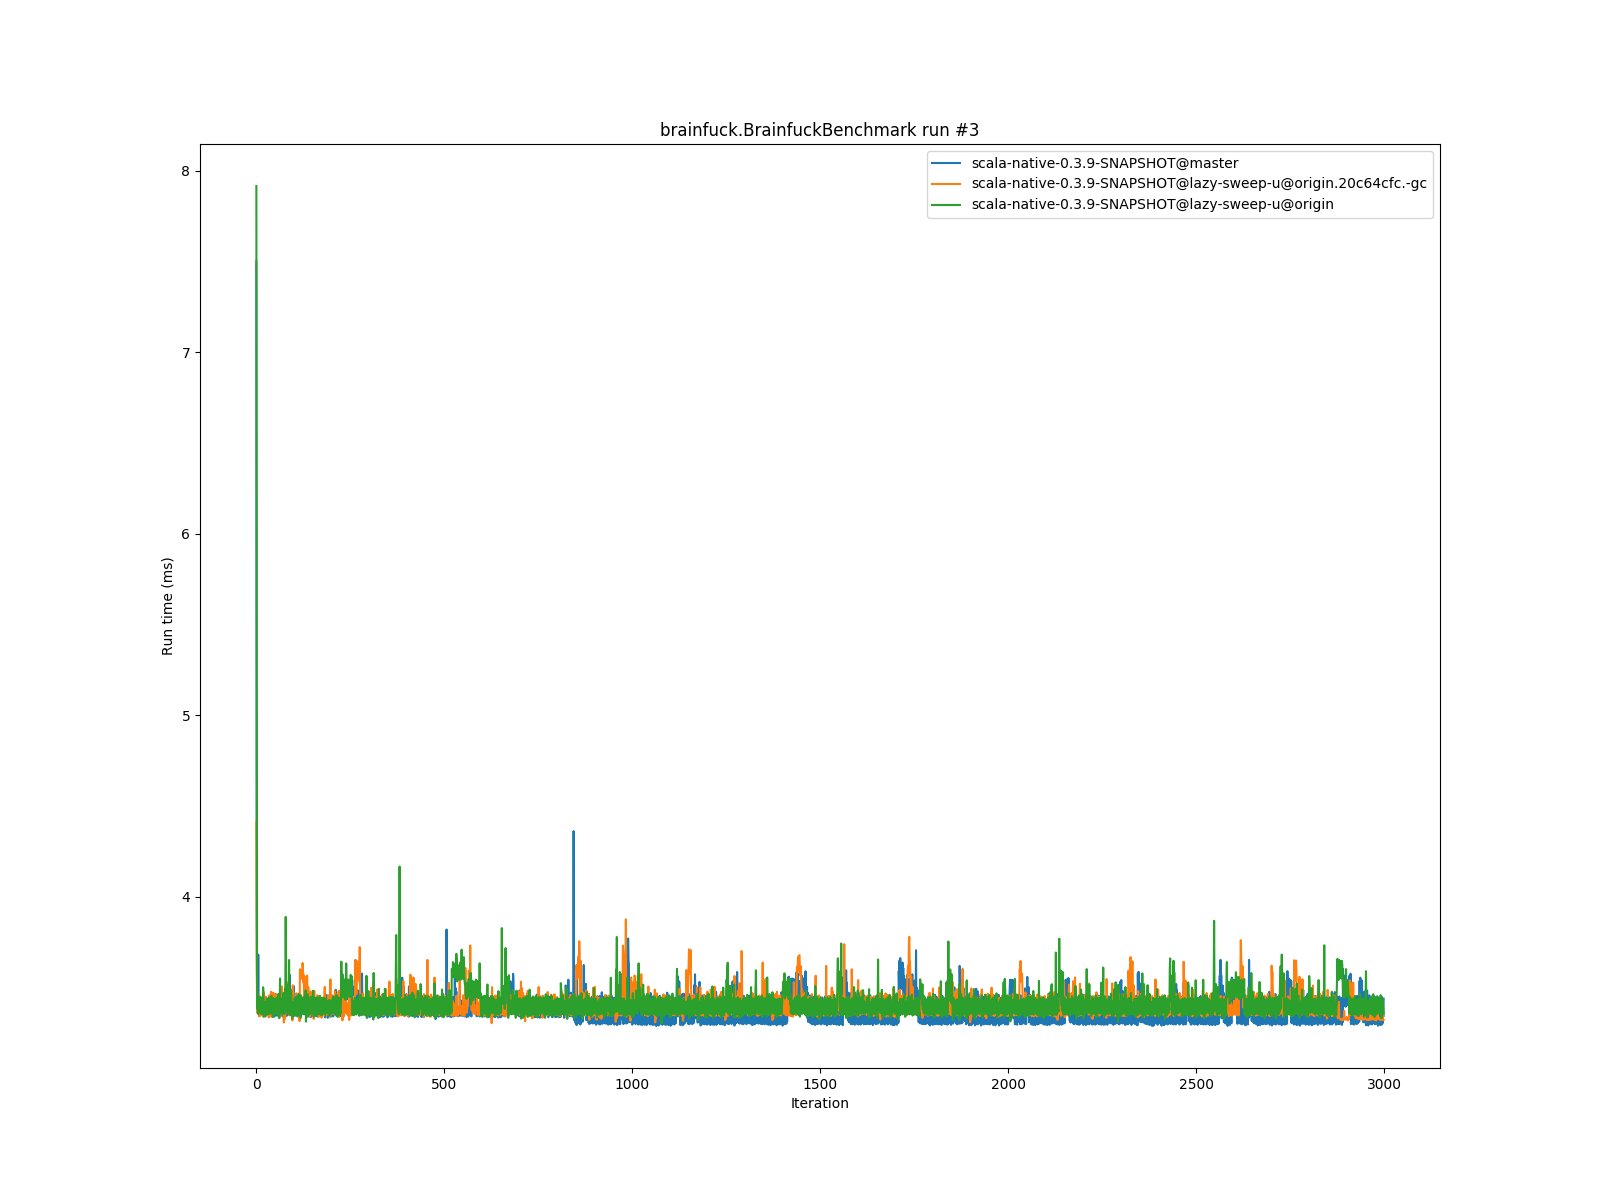 brainfuck.BrainfuckBenchmark run #3
scala-native-0.3.9-SNAPSHOT@master
scala-native-0.3.9-SNAPSHOT@lazy-sweep-u@origin.20c64cfc.-gc
scala-native-0.3.9-SNAPSHOT@lazy-sweep-u@origin
8
7
6
5
4
Run time (ms)
0 500 1000 1500 2000 2500 3000
Iteration